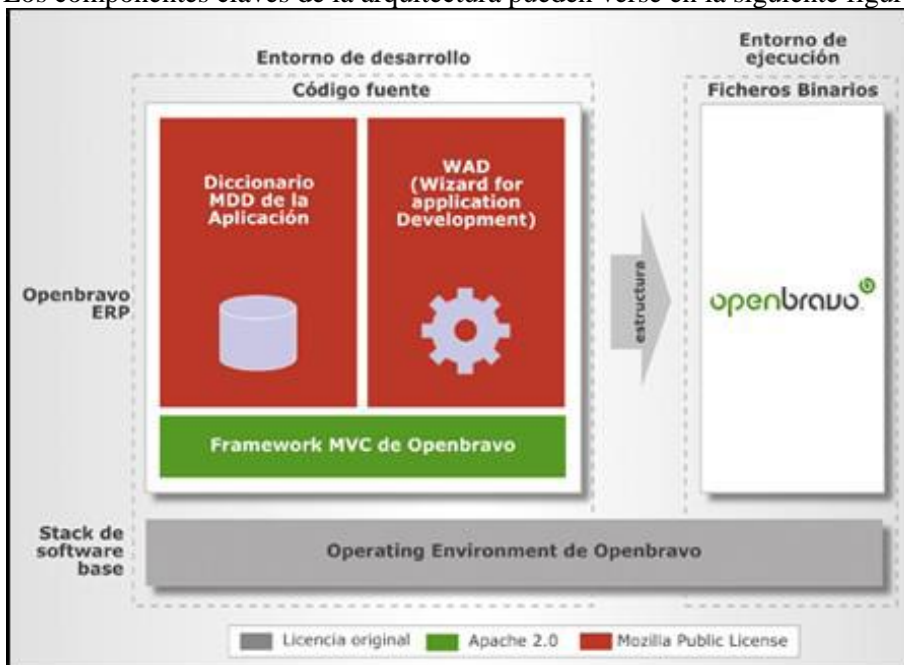 Los componentes claves de la arquitectura pueden verse en la siguiente figur
Entorno de desarrollo
Código fuente
Entorno de
ejecución
Ficheros Binarios
Diccionario
MDD de la
Aplicación
WAD
(Wizard for
application
Development)
Openbravo
ERP
estructura
openbravo
Framework MVC de Openbravo
Stack de
software
base
Operating Environment de Openbravo
Licencia original
Apache 2.0
Mozilla Public License